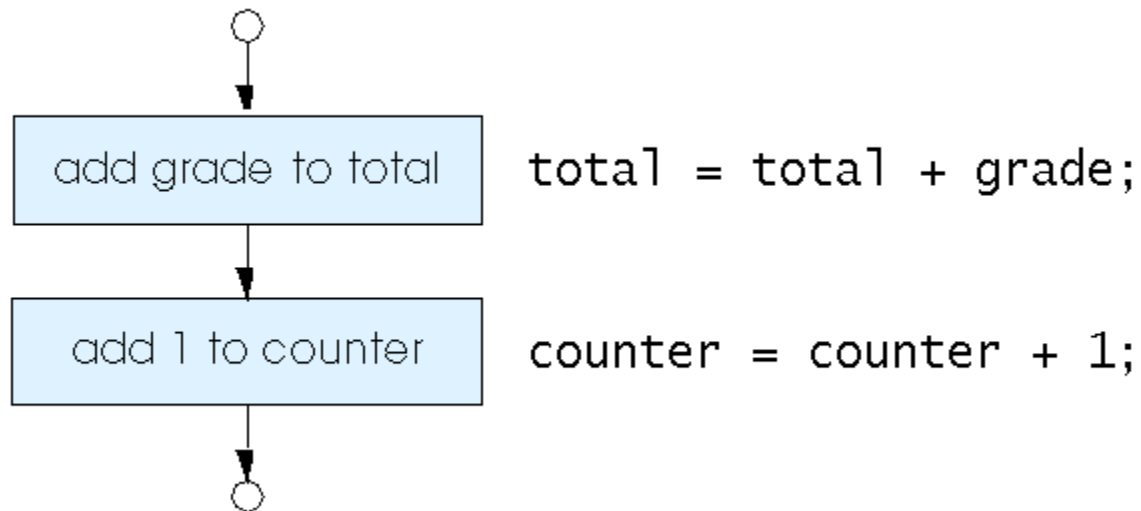 add grade to total
total = total + grade;
add 1 to counter
counter = counter + 1;